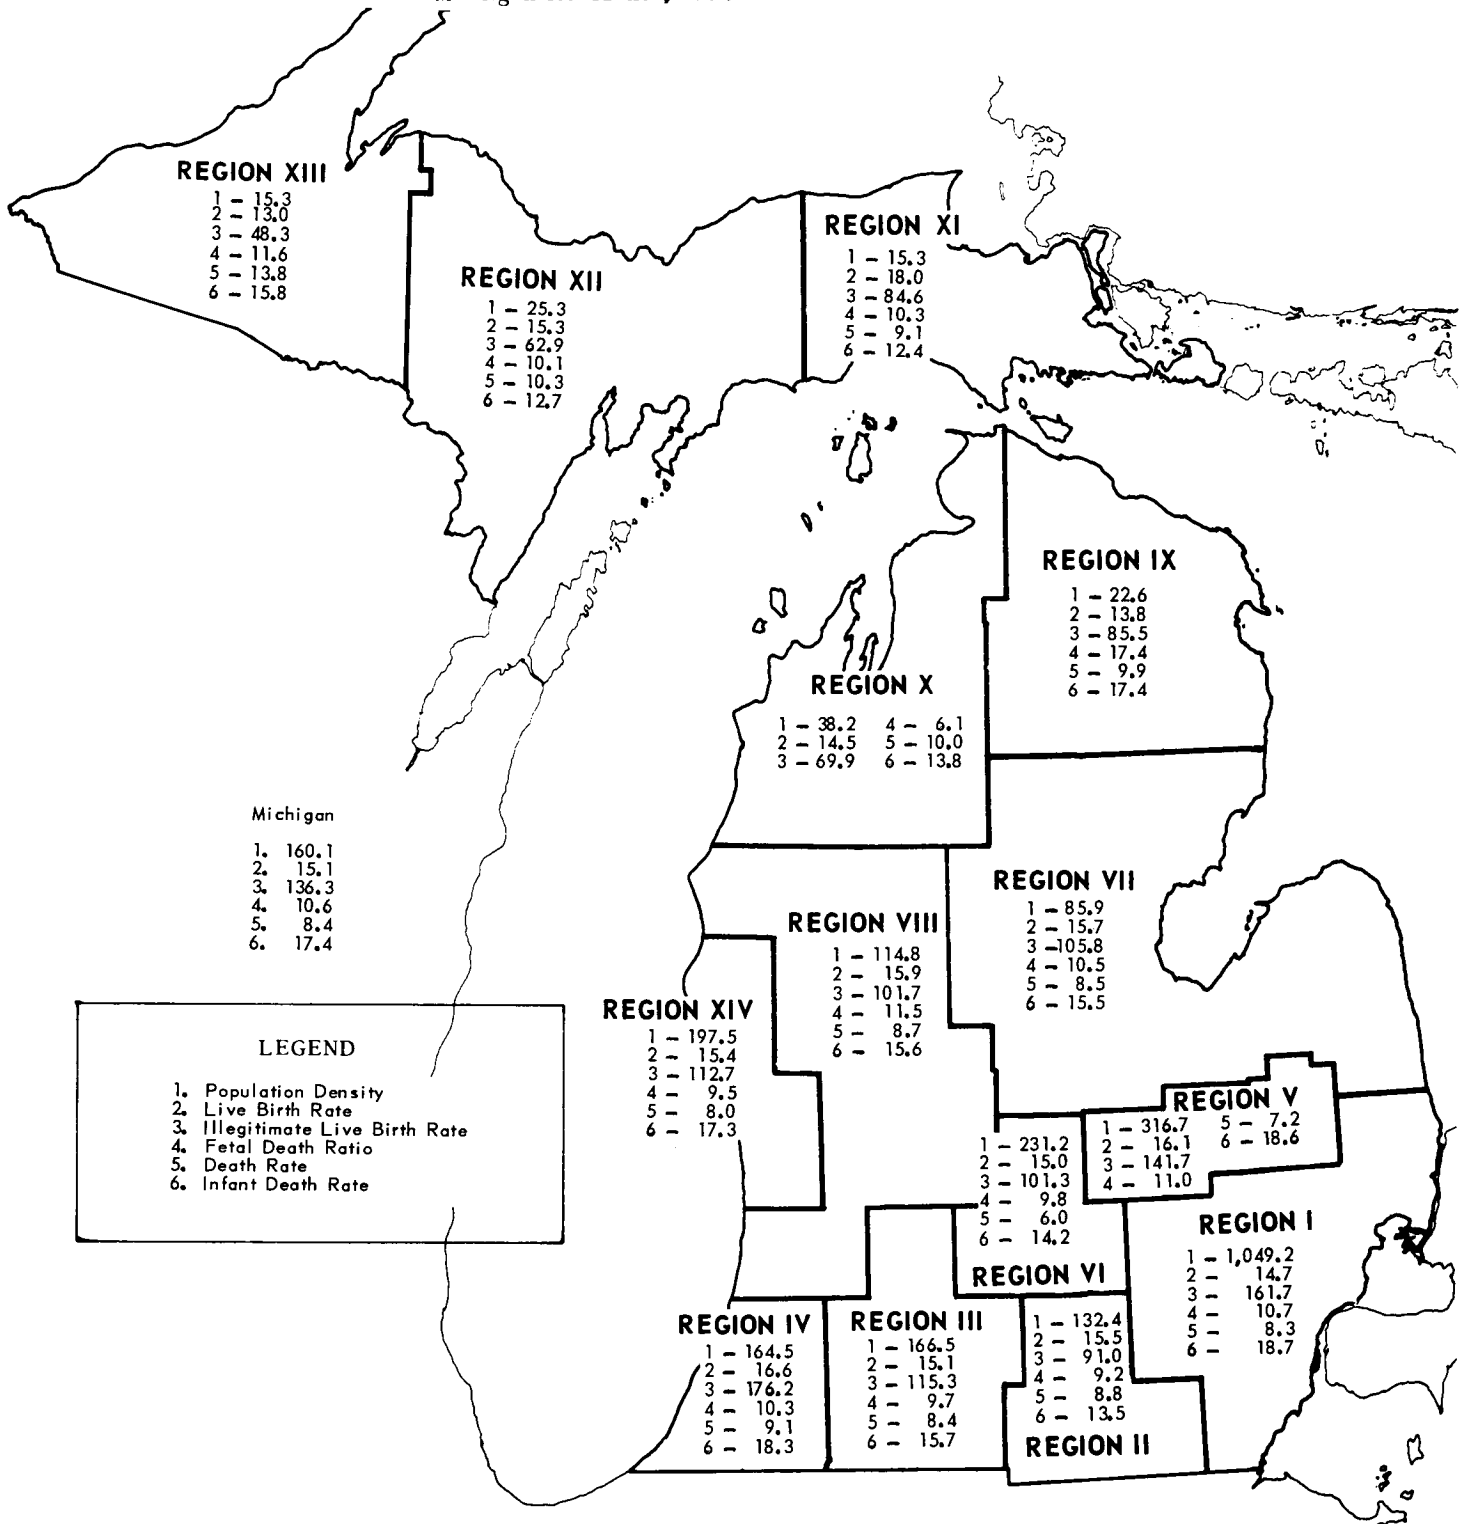 REGION XIII
1 – 15.3
2 – 13.0
3 – 48.3
4 – 11.6
5 – 13.8
6 – 15.8
REGION XII
1 – 25.3
2 – 15.3
3 – 62.9
4 – 10.1
5 – 10.3
6 – 12.7
REGION XI
1 – 15.3
2 – 18.0
3 – 84.6
4 – 10.3
5 – 9.1
6 – 12.4
REGION IX
1 – 22.6
2 – 13.8
3 – 85.5
4 – 17.4
5 – 9.9
6 – 17.4
REGION X
1 – 38.2 4 – 6.1
2 – 14.5 5 – 10.0
3 – 69.9 6 – 13.8
Michigan
1. 160.1
2. 15.1
3. 136.3
4. 10.6
5. 8.4
6. 17.4
REGION VII
1 – 85.9
2 – 15.7
3 –105.8
4 – 10.5
5 – 8.5
6 – 15.5
REGION VIII
1 – 114.8
2 – 15.9
3 – 101.7
4 – 11.5
5 – 8.7
6 – 15.6
REGION XIV
1 – 197.5
2 – 15.4
3 – 112.7
4 – 9.5
5 – 8.0
6 – 17.3
LEGEND
1. Population Density
2. Live Birth Rate
3. Illegitimate Live Birth Rate
4. Fetal Death Ratio
5. Death Rate
6. Infant Death Rate
REGION V
1 – 316.7 5 – 7.2
2 – 16.1 6 – 18.6
3 – 141.7
4 – 11.0
1 – 231.2
2 – 15.0
3 – 101.3
4 – 9.8
5 – 6.0
6 – 14.2
REGION VI
REGION I
1 – 1,049.2
2 – 14.7
3 – 161.7
4 – 10.7
5 – 8.3
6 – 18.7
REGION IV
1 – 164.5
2 – 16.6
3 – 176.2
4 – 10.3
5 – 9.1
6 – 18.3
REGION III
1 – 166.5
2 – 15.1
3 – 115.3
4 – 9.7
5 – 8.4
6 – 15.7
1 – 132.4
2 – 15.5
3 – 91.0
4 – 9.2
5 – 8.8
6 – 13.5
REGION II